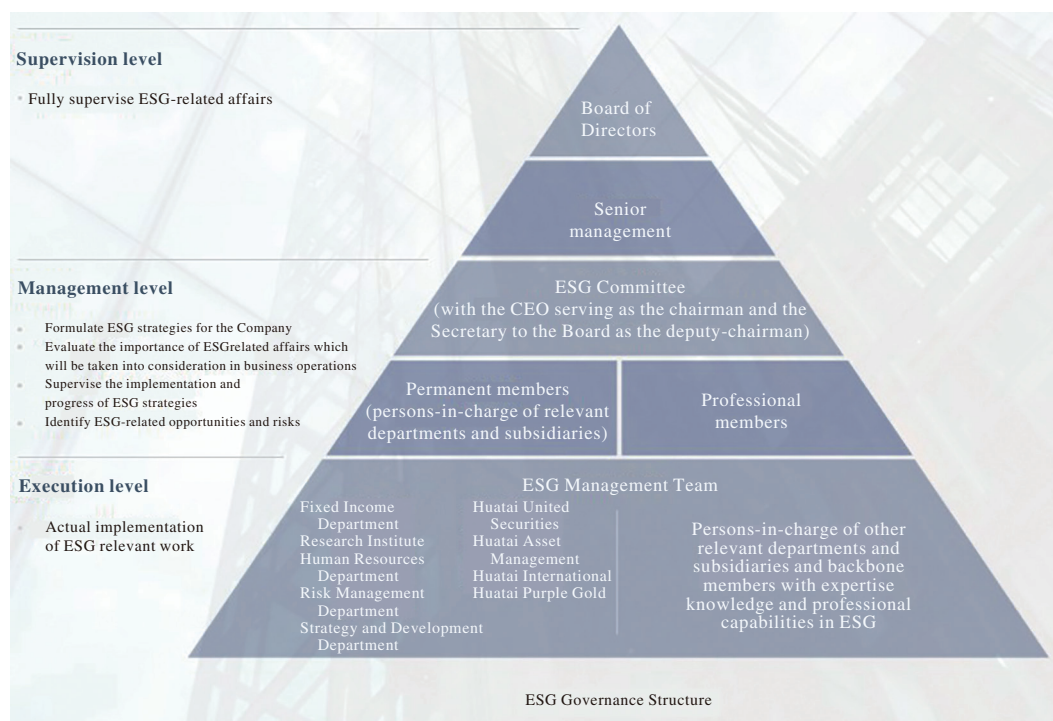 Supervision level
• Fully supervise ESG-related affairs
Board of
Directors
Senior
management
Management level
• Formulate ESG strategies for the Company
• Evaluate the importance of ESGrelated affairs which
will be taken into consideration in business operations
• Supervise the implementation and
progress of ESG strategies
• Identify ESG-related opportunities and risks
ESG Committee
(with the CEO serving as the chairman and the
Secretary to the Board as the deputy-chairman)
Permanent members
(persons-in-charge of relevant
departments and subsidiaries)
Professional
members
Execution level
• Actual implementation
of ESG relevant work
ESG Management Team
Fixed Income
Department
Research Institute
Human Resources
Department
Risk Management
Department
Strategy and Development
Department
Huatai United
Securities
Huatai Asset
Management
Huatai International
Huatai Purple Gold
Persons-in-charge of other
relevant departments and
subsidiaries and backbone
members with expertise
knowledge and professional
capabilities in ESG
ESG Governance Structure